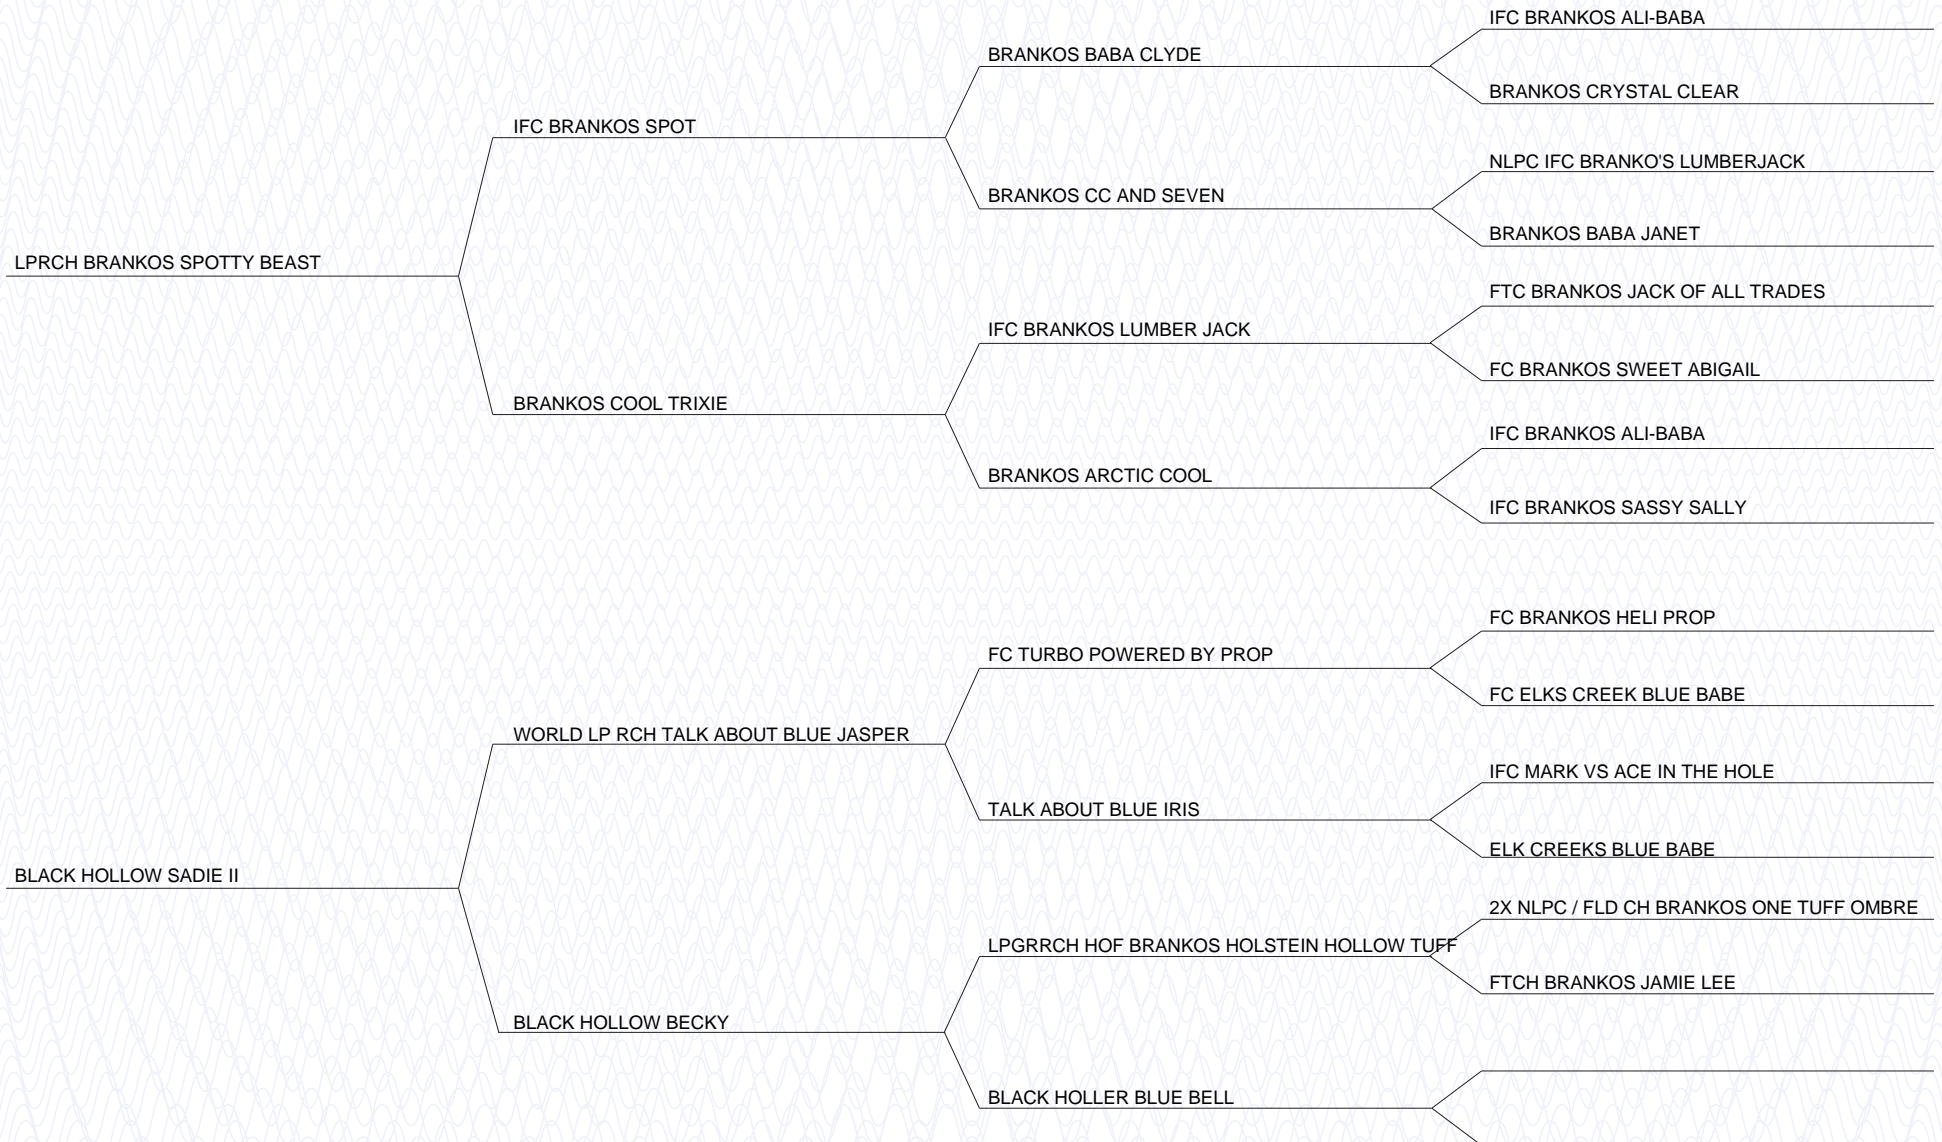 IFC BRANKOS ALI-BABA
BRANKOS BABA CLYDE
BRANKOS CRYSTAL CLEAR
IFC BRANKOS SPOT
NLPC IFC BRANKO'S LUMBERJACK
BRANKOS CC AND SEVEN
BRANKOS BABA JANET
LPRCH BRANKOS SPOTTY BEAST
FTC BRANKOS JACK OF ALL TRADES
IFC BRANKOS LUMBER JACK
FC BRANKOS SWEET ABIGAIL
BRANKOS COOL TRIXIE
IFC BRANKOS ALI-BABA
BRANKOS ARCTIC COOL
IFC BRANKOS SASSY SALLY
FC BRANKOS HELI PROP
FC TURBO POWERED BY PROP
FC ELKS CREEK BLUE BABE
WORLD LP RCH TALK ABOUT BLUE JASPER
IFC MARK VS ACE IN THE HOLE
TALK ABOUT BLUE IRIS
ELK CREEKS BLUE BABE
BLACK HOLLOW SADIE II
2X NLPC / FLD CH BRANKOS ONE TUFF OMBRE
LPGRRCH HOF BRANKOS HOLSTEIN HOLLOW TUFF
FTCH BRANKOS JAMIE LEE
BLACK HOLLOW BECKY
BLACK HOLLER BLUE BELL